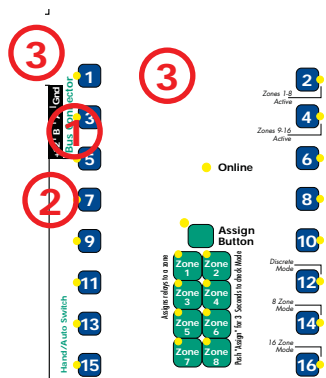 3
3
1
2
Gnd
A
B
Bus Connector
1
3
1
5
2
7
9
11
13
15
Hand/Auto Switch
Zones 1-8
Active
4
Zones 9-16
Active
6
Online
8
Assign
Button
10
Assigns relays to a zone
Zone
1
Zone
2
Zone
3
Zone
4
Zone
5
Zone
6
Zone
7
Zone
8
Push "Assign" for 3 Seconds to check Mode
Discrete
Mode
12
8 Zone
Mode
14
16 Zone
Mode
16